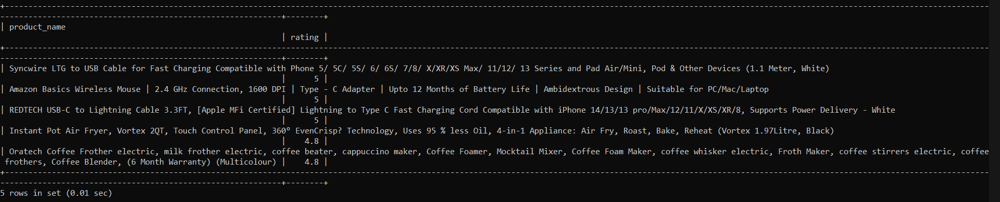 +------------------------------------------------------------------------------------------------------------------------------------------------------------------------------------------------------------------
------------------------------------------------------------+--------+
| product_name
                                                            | rating |
+------------------------------------------------------------------------------------------------------------------------------------------------------------------------------------------------------------------
------------------------------------------------------------+--------+
| Syncwire LTG to USB Cable for Fast Charging Compatible with Phone 5/ 5C/ 5S/ 6/ 6S/ 7/8/ X/XR/XS Max/ 11/12/ 13 Series and Pad Air/Mini, Pod & Other Devices (1.1 Meter, White)
                                                            |      5 |
| Amazon Basics Wireless Mouse | 2.4 GHz Connection, 1600 DPI | Type - C Adapter | Upto 12 Months of Battery Life | Ambidextrous Design | Suitable for PC/Mac/Laptop
                                                            |      5 |
| REDTECH USB-C to Lightning Cable 3.3FT, [Apple MFi Certified] Lightning to Type C Fast Charging Cord Compatible with iPhone 14/13/13 pro/Max/12/11/X/XS/XR/8, Supports Power Delivery - White
                                                            |      5 |
| Instant Pot Air Fryer, Vortex 2QT, Touch Control Panel, 360° EvenCrisp? Technology, Uses 95 % less Oil, 4-in-1 Appliance: Air Fry, Roast, Bake, Reheat (Vortex 1.97Litre, Black)
                                                            |    4.8 |
| Oratech Coffee Frother electric, milk frother electric, coffee beater, cappuccino maker, Coffee Foamer, Mocktail Mixer, Coffee Foam Maker, coffee whisker electric, Froth Maker, coffee stirrers electric, coffee
 frothers, Coffee Blender, (6 Month Warranty) (Multicolour) |    4.8 |
+------------------------------------------------------------------------------------------------------------------------------------------------------------------------------------------------------------------
------------------------------------------------------------+--------+
5 rows in set (0.01 sec)